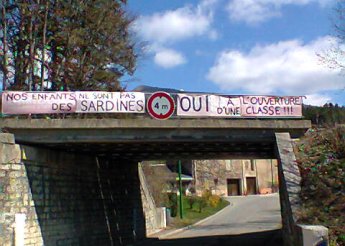 NOS ENFANTS NE SONT PAS
DES SARDINES
4 m
OUI À L'OUVERTURE
D'UNE CLASSE!!!